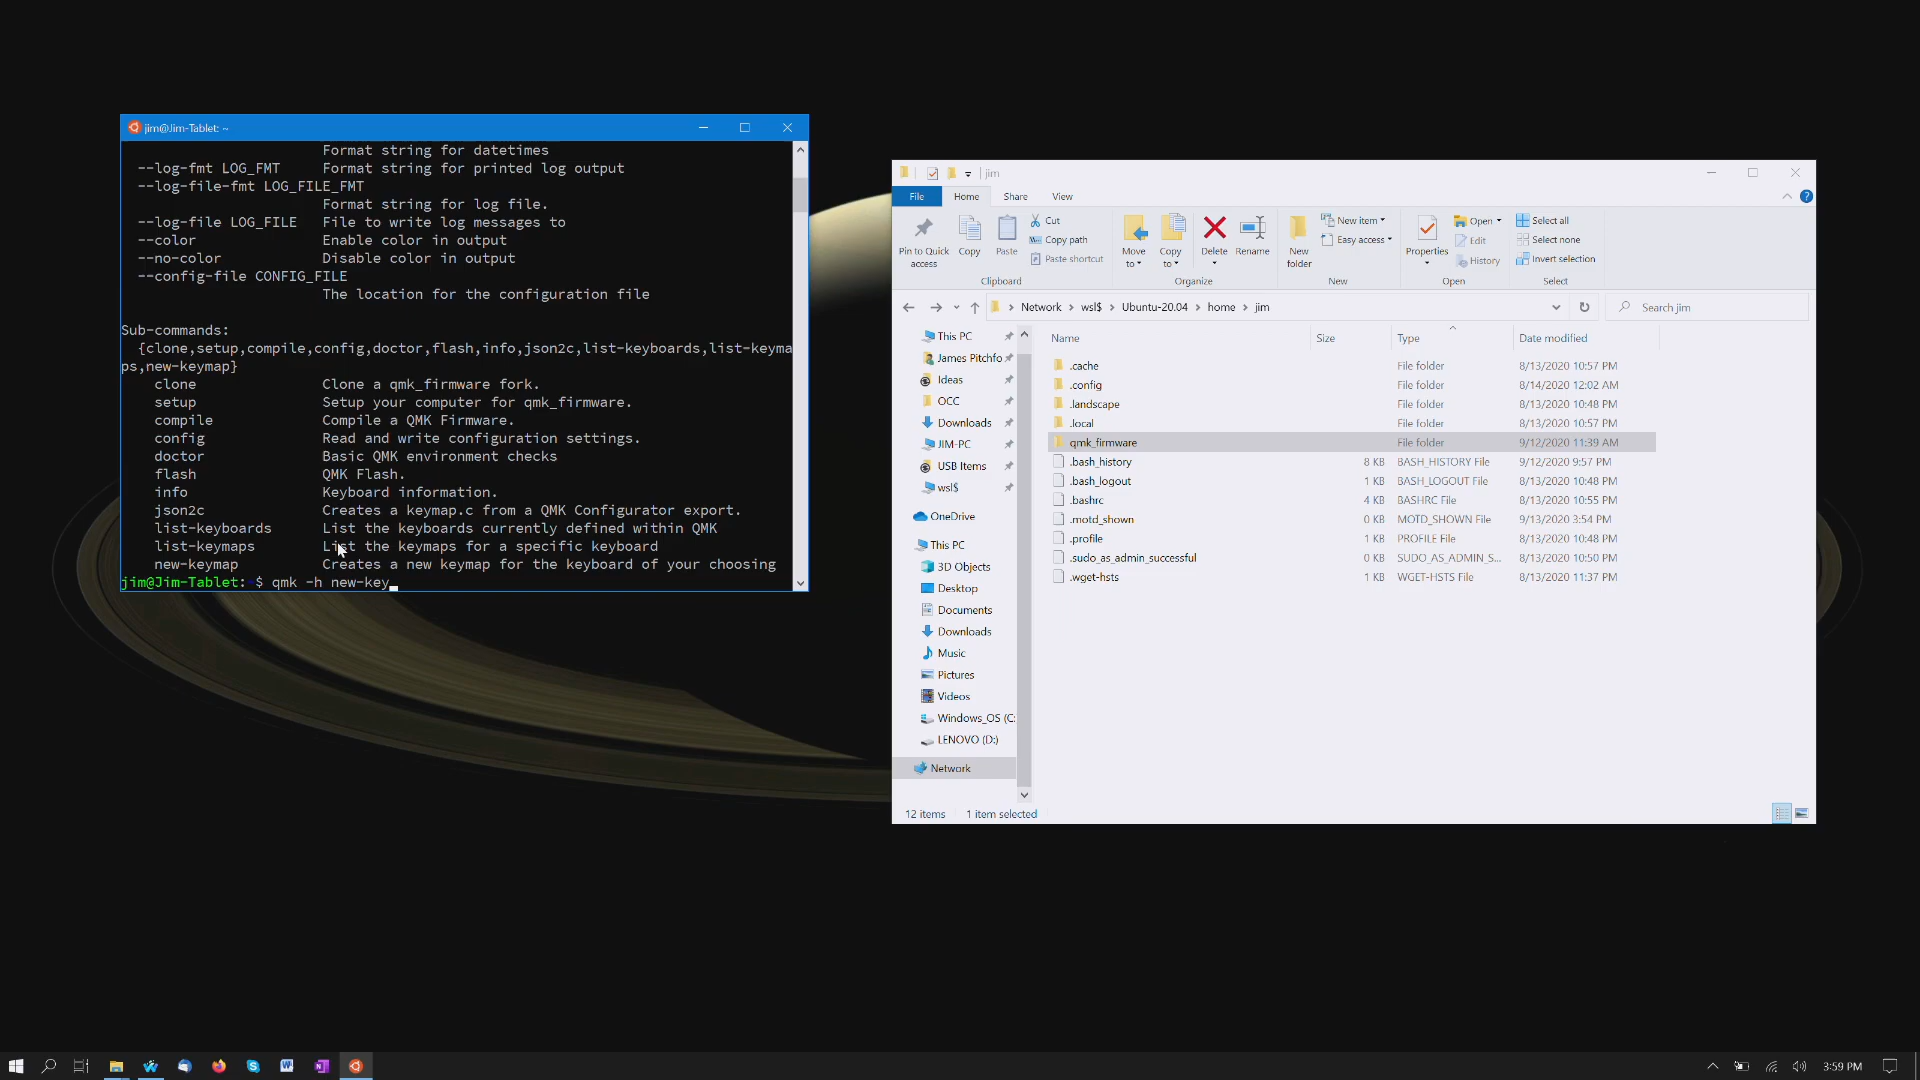 jim@Jim-Tablet: ~
Format string for datetimes
--log-fmt LOG_FMT Format string for printed log output
--log-file-fmt LOG_FILE_FMT
Format string for log file.
--log-file LOG_FILE File to write log messages to
--color Enable color in output
--no-color Disable color in output
--config-file CONFIG_FILE
The location for the configuration file
Sub-commands:
{clone,setup,compile,config,doctor,flash,info,json2c,list-keyboards,list-keyma
ps,new-keymap}
clone Clone a qmk_firmware fork.
setup Setup your computer for qmk_firmware.
compile Compile a QMK Firmware.
config Read and write configuration settings.
doctor Basic QMK environment checks
flash QMK Flash.
info Keyboard information.
json2c Creates a keymap.c from a QMK Configurator export.
list-keyboards List the keyboards currently defined within QMK
list-keymaps List the keymaps for a specific keyboard
new-keymap Creates a new keymap for the keyboard of your choosing
jim@Jim-Tablet:~$ qmk -h new-key
jim
File Home Share View
Pin to Quick access
Copy
Paste
Cut
Copy path
Paste shortcut
Clipboard
Move to
Copy to
Delete
Rename
Organize
New folder
New item
Easy access
New
Properties
Open
Edit
History
Open
Select all
Select none
Invert selection
Select
Network > wsl$ > Ubuntu-20.04 > home > jim
Search jim
This PC
James Pitchfo
Ideas
OCC
Downloads
JIM-PC
USB Items
wsl$
OneDrive
This PC
3D Objects
Desktop
Documents
Downloads
Music
Pictures
Videos
Windows_OS (C:
LENOVO (D:)
Network
Name Size Type Date modified
.cache File folder 8/13/2020 10:57 PM
.config File folder 8/14/2020 12:02 AM
.landscape File folder 8/13/2020 10:48 PM
.local File folder 8/13/2020 10:57 PM
qmk_firmware File folder 9/12/2020 11:39 AM
.bash_history 8 KB BASH_HISTORY File 9/12/2020 9:57 PM
.bash_logout 1 KB BASH_LOGOUT File 8/13/2020 10:48 PM
.bashrc 4 KB BASHRC File 8/13/2020 10:55 PM
.motd_shown 0 KB MOTD_SHOWN File 9/13/2020 3:54 PM
.profile 1 KB PROFILE File 8/13/2020 10:48 PM
.sudo_as_admin_successful 0 KB SUDO_AS_ADMIN_S... 8/13/2020 10:50 PM
.wget-hsts 1 KB WGET-HSTS File 8/13/2020 11:37 PM
12 items 1 item selected
3:59 PM